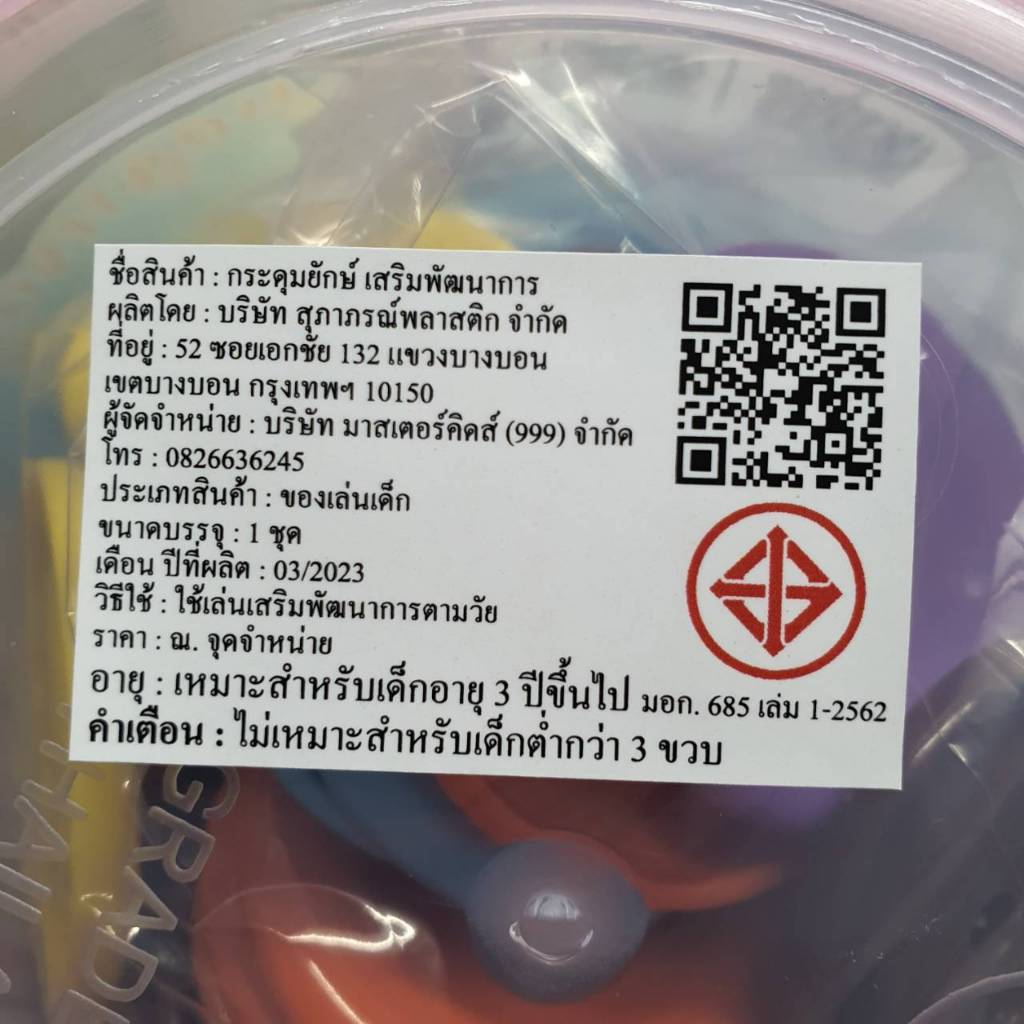 ชื่อสินค้า : กระดุมยักษ์ เสริมพัฒนาการ
ผลิตโดย : บริษัท สุภาภรณ์พลาสติก จำกัด
ที่อยู่ : 52 ซอยเอกชัย 132 แขวงบางบอน
เขตบางบอน กรุงเทพฯ 10150
ผู้จัดจำหน่าย : บริษัท มาสเตอร์คิดส์ (999) จำกัด
โทร : 0826636245
ประเภทสินค้า : ของเล่นเด็ก
ขนาดบรรจุ : 1 ชุด
เดือน ปีที่ผลิต : 03/2023
วิธีใช้ : ใช้เล่นเสริมพัฒนาการตามวัย
ราคา : ณ. จุดจำหน่าย
อายุ : เหมาะสำหรับเด็กอายุ 3 ปีขึ้นไป มอก. 685 เล่ม 1-2562
คำเตือน : ไม่เหมาะสำหรับเด็กต่ำกว่า 3 ขวบ
GRADE